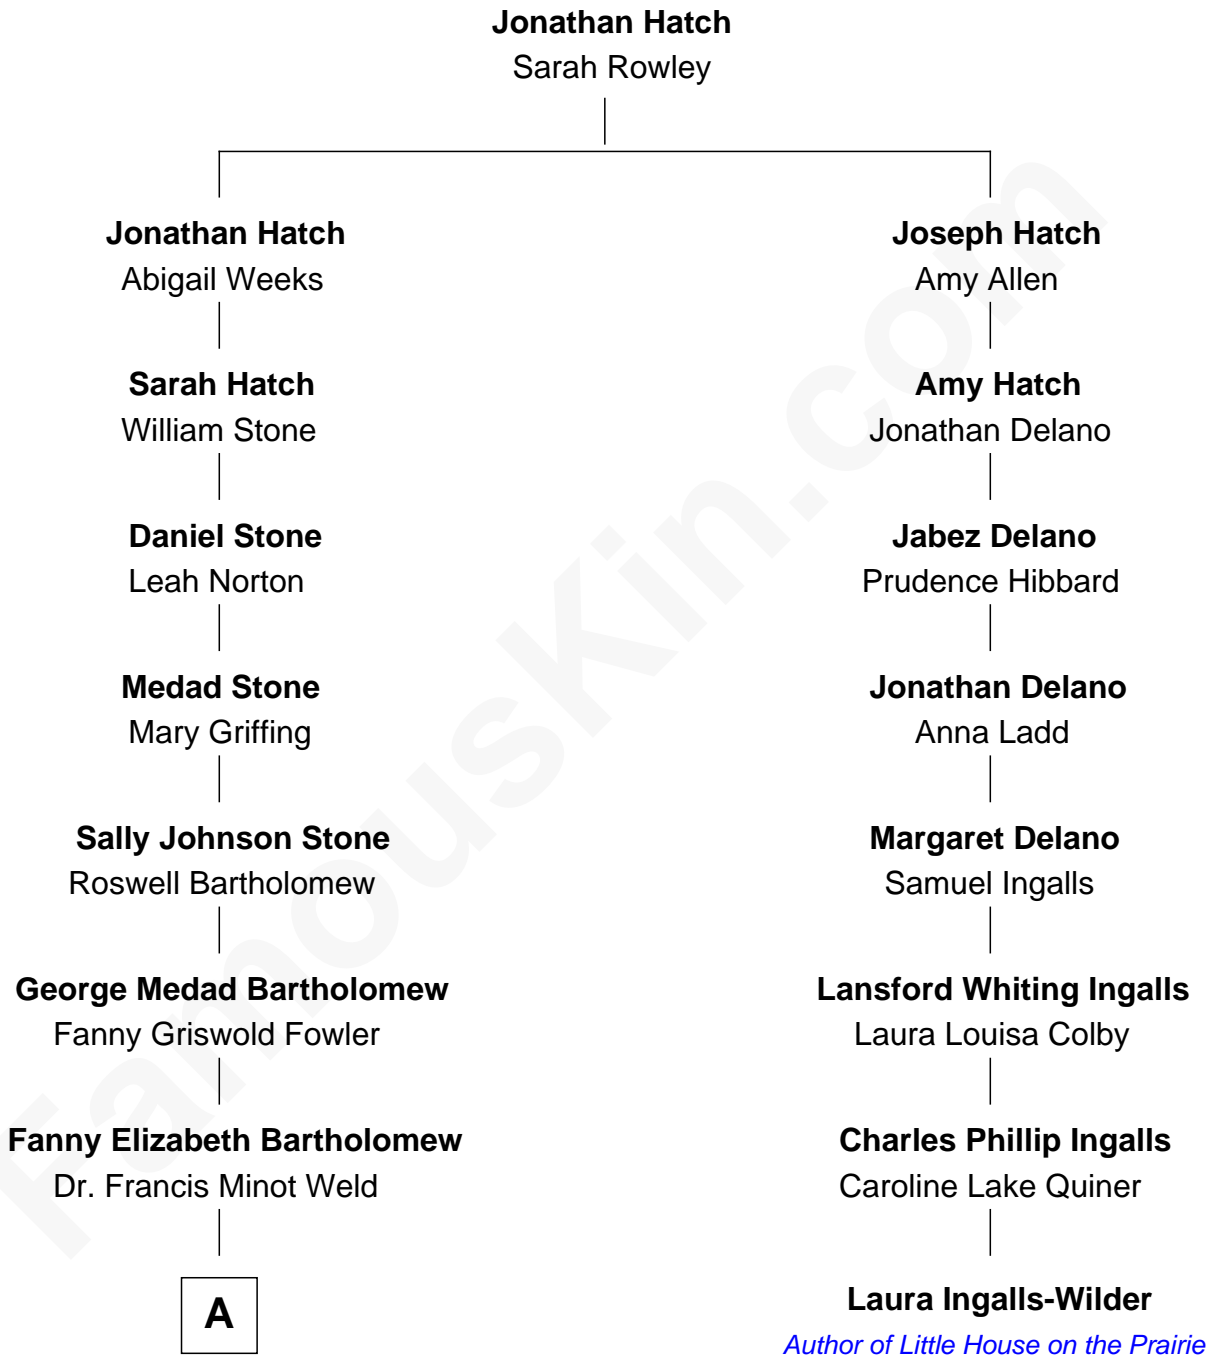 Jonathan Hatch
Sarah Rowley
Jonathan Hatch
Abigail Weeks
Joseph Hatch
Amy Allen
Sarah Hatch
William Stone
Amy Hatch
Jonathan Delano
Daniel Stone
Leah Norton
Jabez Delano
Prudence Hibbard
Medad Stone
Mary Griffing
Jonathan Delano
Anna Ladd
Sally Johnson Stone
Roswell Bartholomew
Margaret Delano
Samuel Ingalls
George Medad Bartholomew
Fanny Griswold Fowler
Lansford Whiting Ingalls
Laura Louisa Colby
Fanny Elizabeth Bartholomew
Dr. Francis Minot Weld
Charles Phillip Ingalls
Caroline Lake Quiner
A
Laura Ingalls-Wilder
Author of Little House on the Prairie
FamousKin.com